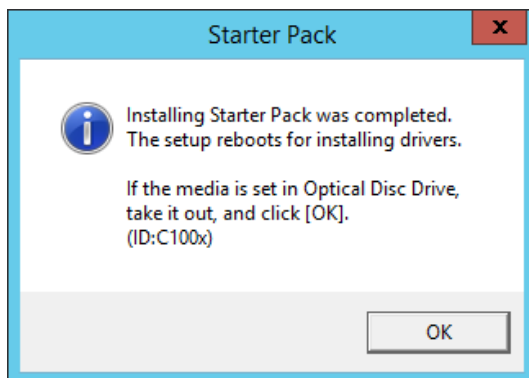 Starter Pack
x
Installing Starter Pack was completed.
The setup reboots for installing drivers.
If the media is set in Optical Disc Drive,
take it out, and click [OK].
(ID:C100x)
OK